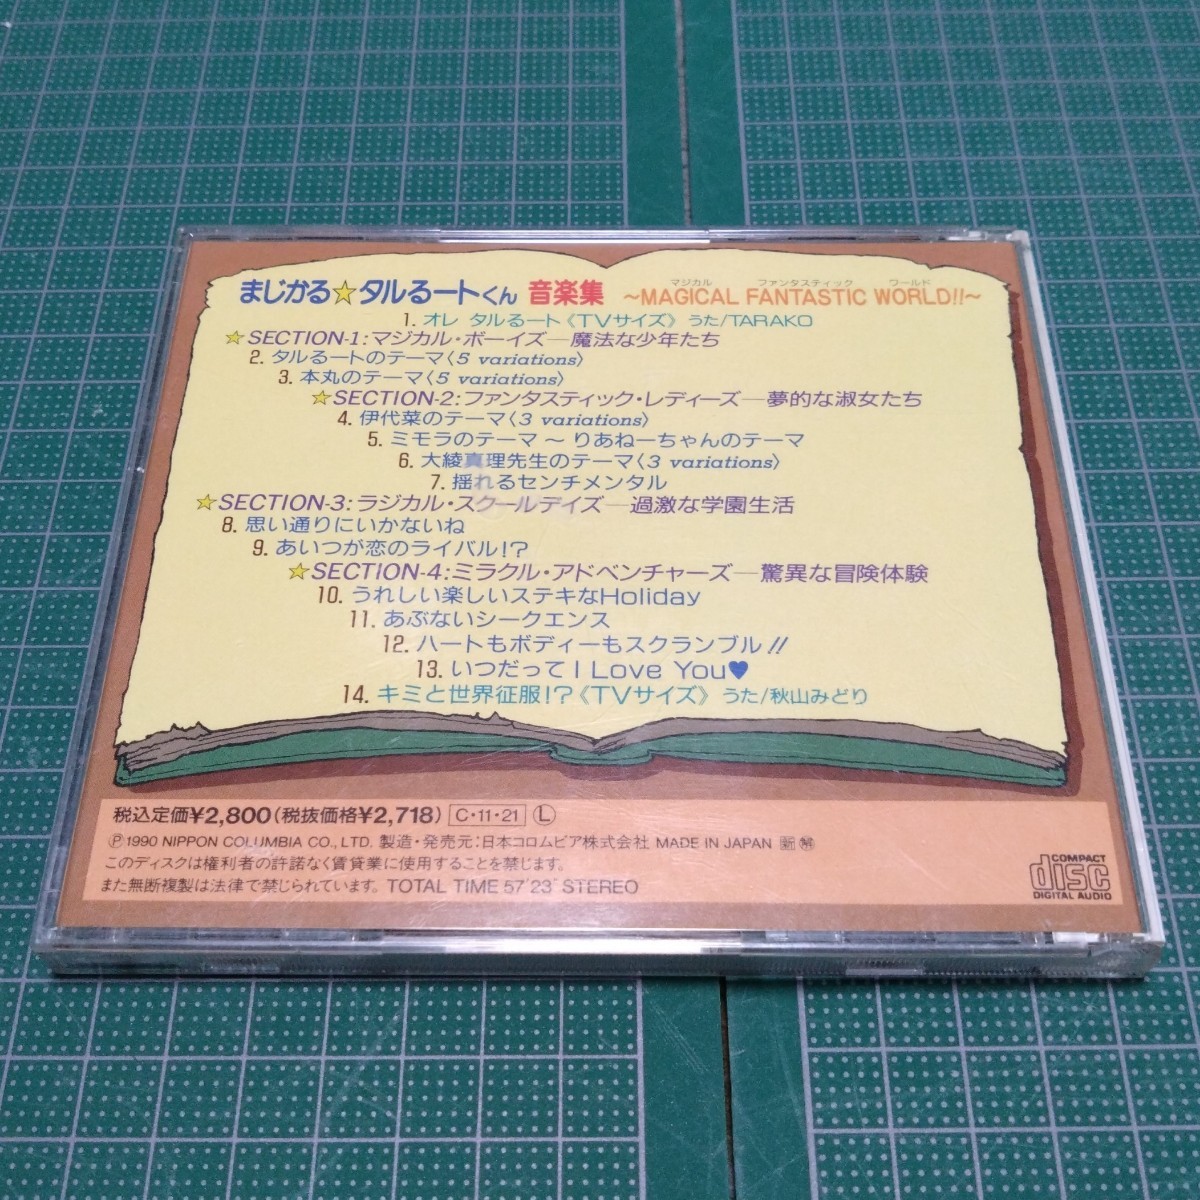 まじかる☆タルるートくん 音楽集 ~MAGICAL FANTASTIC WORLD!!~
マジカル ファンタスティック ワールド
1. オレ タルるート《TVサイズ》 うた/TARAKO
☆SECTION-1:マジカル・ボーイズ─魔法な少年たち
2. タルるートのテーマ〈5 variations〉
3. 本丸のテーマ〈5 variations〉
☆SECTION-2:ファンタスティック・レディーズ─夢的な淑女たち
4. 伊代菜のテーマ〈3 variations〉
5. ミモラのテーマ ~ りあねーちゃんのテーマ
6. 大綾真理先生のテーマ〈3 variations〉
7. 揺れるセンチメンタル
☆SECTION-3:ラジカル・スクールデイズ─過激な学園生活
8. 思い通りにいかないね
9. あいつが恋のライバル!?
☆SECTION-4:ミラクル・アドベンチャーズ─驚異な冒険体験
10. うれしい楽しいステキなHoliday
11. あぶないシークエンス
12. ハートもボディーもスクランブル!!
13. いつだって I Love You♥
14. キミと世界征服!?《TVサイズ》 うた/秋山みどり
税込定価¥2,800(税抜価格¥2,718) C・11・21 Ⓛ
Ⓟ1990 NIPPON COLUMBIA CO., LTD. 製造・発売元:日本コロムビア株式会社 MADE IN JAPAN 新
このディスクは権利者の許諾なく賃貸業に使用することを禁じます。
また無断複製は法律で禁じられています。 TOTAL TIME 57'23" STEREO
COMPACT
disc
DIGITAL AUDIO